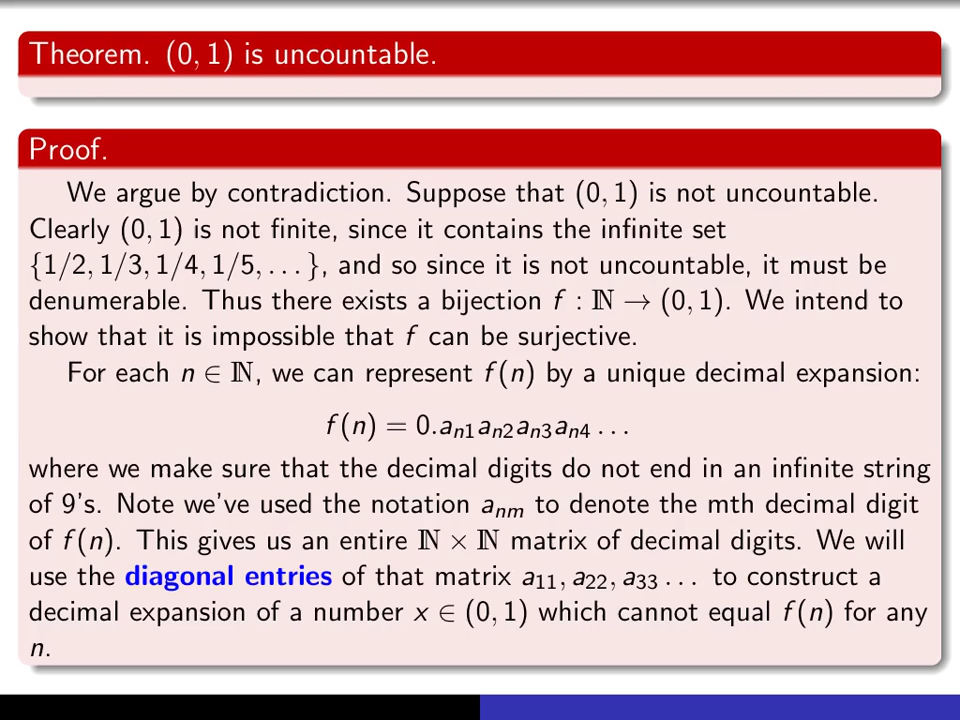 Theorem. (0, 1) is uncountable.
Proof.
We argue by contradiction. Suppose that (0, 1) is not uncountable.
Clearly (0, 1) is not finite, since it contains the infinite set
{1/2, 1/3, 1/4, 1/5, . . . }, and so since it is not uncountable, it must be
denumerable. Thus there exists a bijection f : ℕ → (0, 1). We intend to
show that it is impossible that f can be surjective.
For each n ∈ ℕ, we can represent f(n) by a unique decimal expansion:
f(n) = 0.aₙ₁aₙ₂aₙ₃aₙ₄ . . .
where we make sure that the decimal digits do not end in an infinite string
of 9's. Note we've used the notation aₙₘ to denote the mth decimal digit
of f(n). This gives us an entire ℕ × ℕ matrix of decimal digits. We will
use the diagonal entries of that matrix a₁₁, a₂₂, a₃₃ . . . to construct a
decimal expansion of a number x ∈ (0, 1) which cannot equal f(n) for any
n.